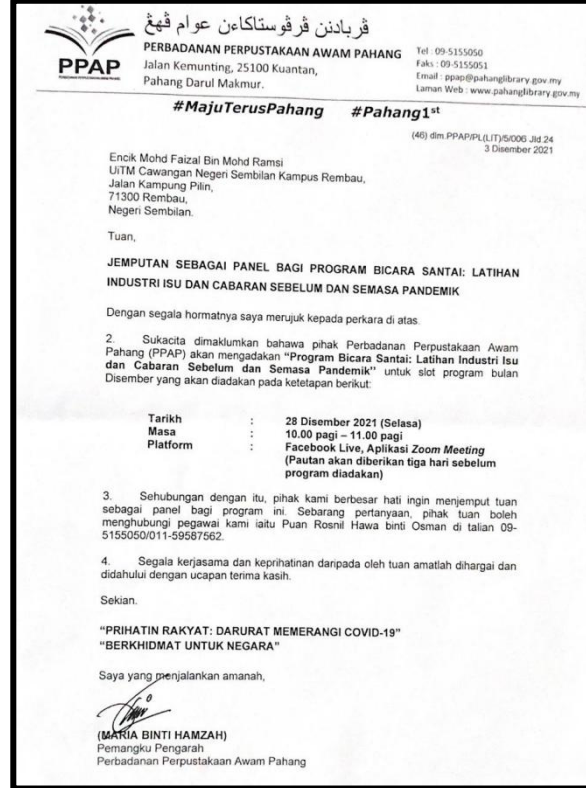 ڤربادنن ڤرڤوستاكاءن عوام ڤهڠ
PERBADANAN PERPUSTAKAAN AWAM PAHANG
Jalan Kemunting, 25100 Kuantan,
Pahang Darul Makmur.
PPAP
Tel : 09-5155050
Faks : 09-5155051
Email : ppap@pahanglibrary.gov.my
Laman Web : www.pahanglibrary.gov.my
#MajuTerusPahang #Pahang1st
(46) dlm.PPAP/PL(LIT)/5/006 Jld.24
3 Disember 2021
Encik Mohd Faizal Bin Mohd Ramsi
UiTM Cawangan Negeri Sembilan Kampus Rembau,
Jalan Kampung Pilin,
71300 Rembau,
Negeri Sembilan.
Tuan,
JEMPUTAN SEBAGAI PANEL BAGI PROGRAM BICARA SANTAI: LATIHAN
INDUSTRI ISU DAN CABARAN SEBELUM DAN SEMASA PANDEMIK
Dengan segala hormatnya saya merujuk kepada perkara di atas.
2. Sukacita dimaklumkan bahawa pihak Perbadanan Perpustakaan Awam
Pahang (PPAP) akan mengadakan “Program Bicara Santai: Latihan Industri Isu
dan Cabaran Sebelum dan Semasa Pandemik” untuk slot program bulan
Disember yang akan diadakan pada ketetapan berikut:
Tarikh : 28 Disember 2021 (Selasa)
Masa : 10.00 pagi – 11.00 pagi
Platform : Facebook Live, Aplikasi Zoom Meeting
(Pautan akan diberikan tiga hari sebelum
program diadakan)
3. Sehubungan dengan itu, pihak kami berbesar hati ingin menjemput tuan
sebagai panel bagi program ini. Sebarang pertanyaan, pihak tuan boleh
menghubungi pegawai kami iaitu Puan Rosnil Hawa binti Osman di talian 09-
5155050/011-59587562.
4. Segala kerjasama dan keprihatinan daripada oleh tuan amatlah dihargai dan
didahului dengan ucapan terima kasih.
Sekian.
“PRIHATIN RAKYAT: DARURAT MEMERANGI COVID-19”
“BERKHIDMAT UNTUK NEGARA”
Saya yang menjalankan amanah,
(MARIA BINTI HAMZAH)
Pemangku Pengarah
Perbadanan Perpustakaan Awam Pahang